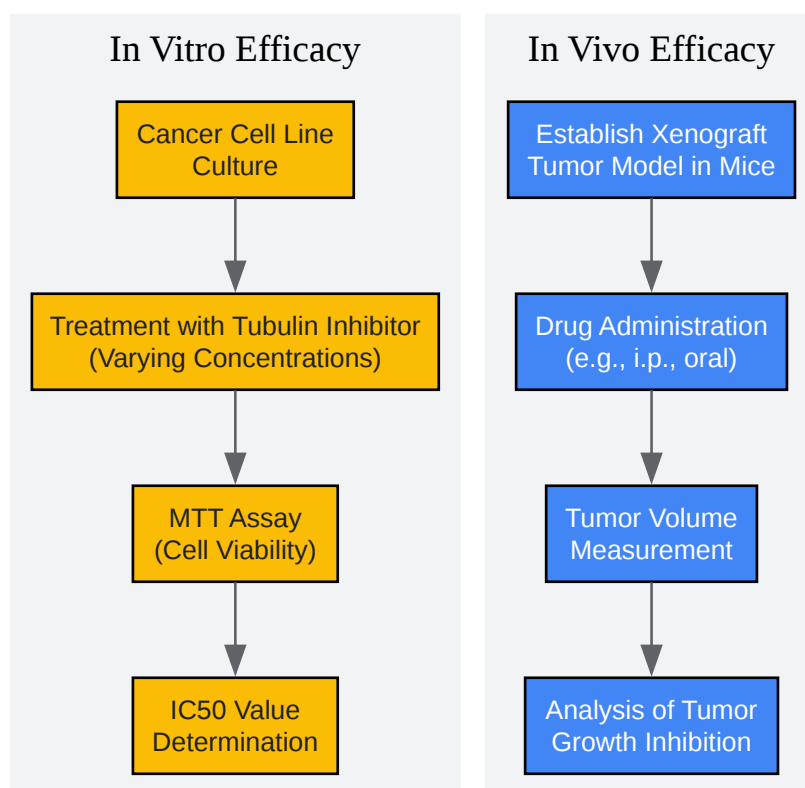 In Vitro Efficacy
Cancer Cell Line
Culture
Treatment with Tubulin Inhibitor
(Varying Concentrations)
MTT Assay
(Cell Viability)
IC50 Value
Determination
In Vivo Efficacy
Establish Xenograft
Tumor Model in Mice
Drug Administration
(e.g., i.p., oral)
Tumor Volume
Measurement
Analysis of Tumor
Growth Inhibition